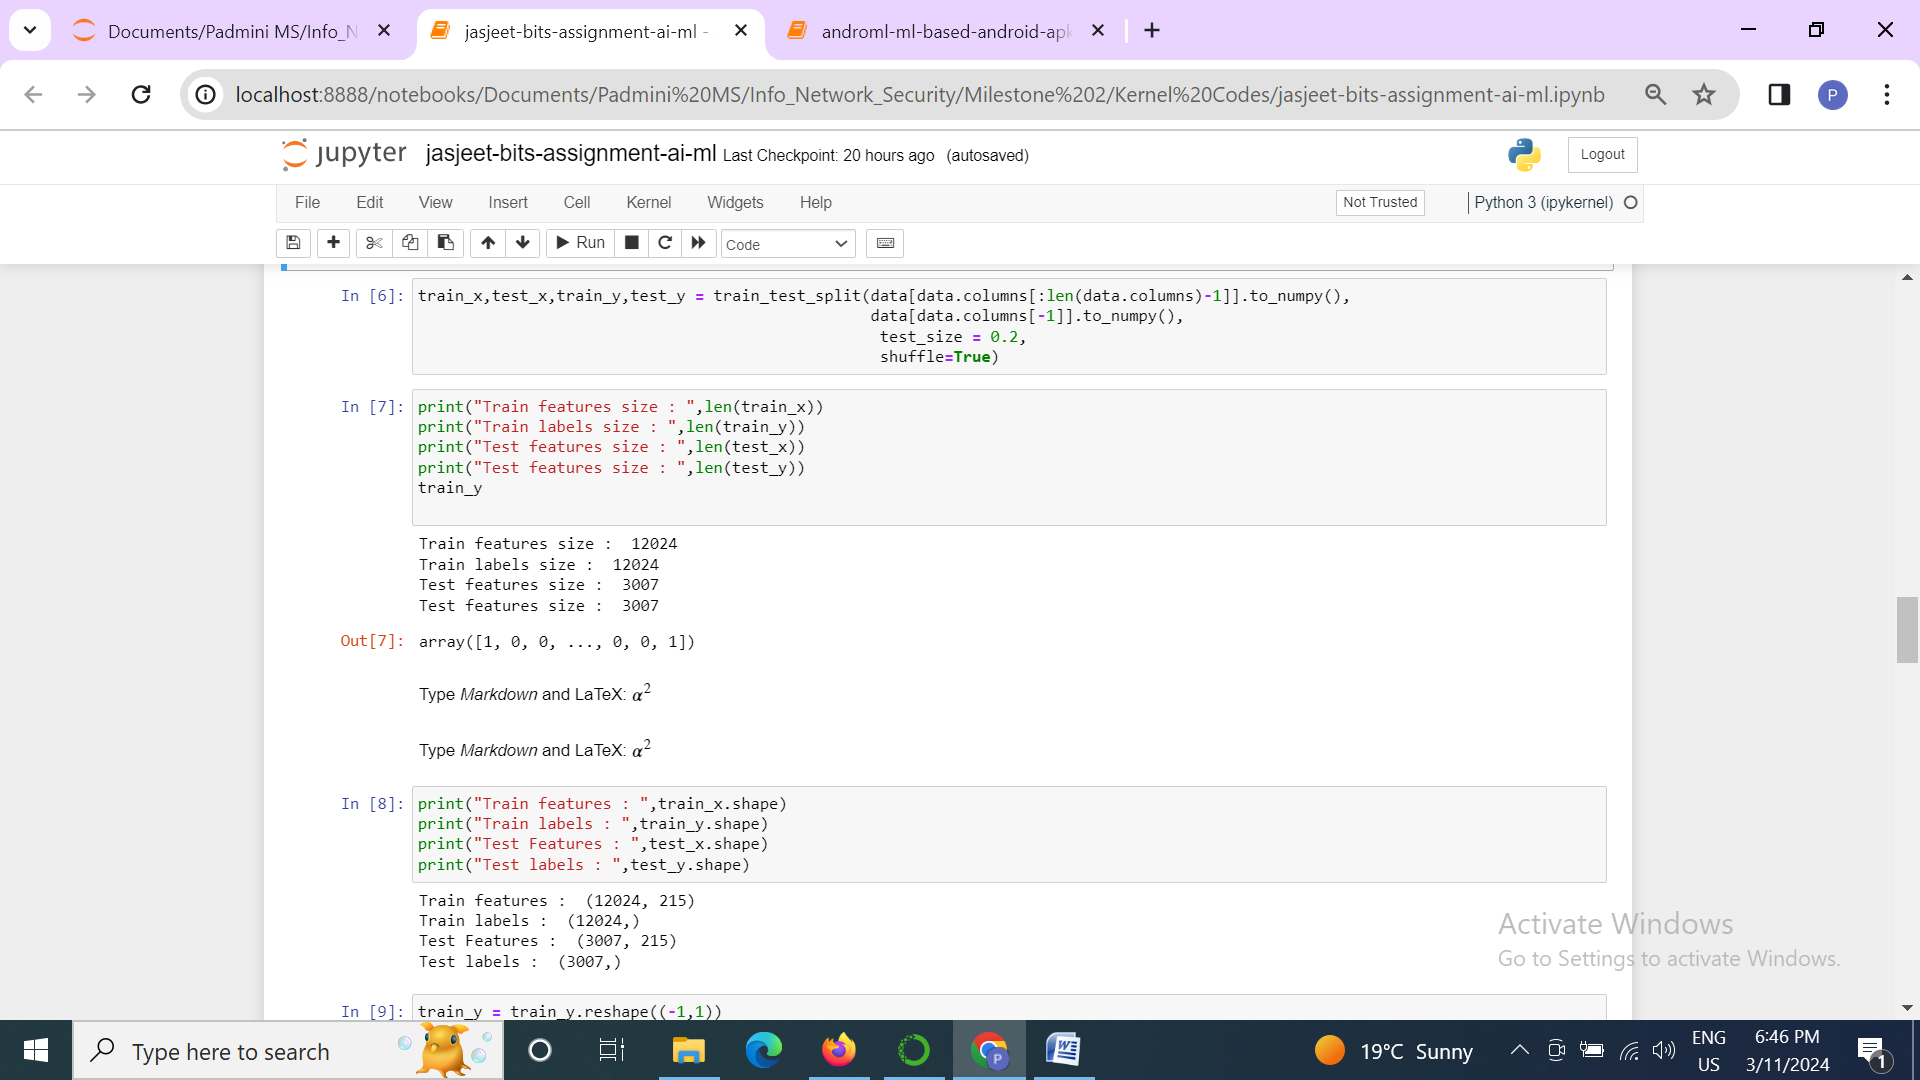 Documents/Padmini MS/Info_N
jasjeet-bits-assignment-ai-ml -
androml-ml-based-android-apk
localhost:8888/notebooks/Documents/Padmini%20MS/Info_Network_Security/Milestone%202/Kernel%20Codes/jasjeet-bits-assignment-ai-ml.ipynb
P
jupyter jasjeet-bits-assignment-ai-ml Last Checkpoint: 20 hours ago (autosaved)
Logout
File Edit View Insert Cell Kernel Widgets Help
Not Trusted
Python 3 (ipykernel)
Run
Code
In [6]: train_x,test_x,train_y,test_y = train_test_split(data[data.columns[:len(data.columns)-1]].to_numpy(),
data[data.columns[-1]].to_numpy(),
test_size = 0.2,
shuffle=True)
In [7]: print("Train features size : ",len(train_x))
print("Train labels size : ",len(train_y))
print("Test features size : ",len(test_x))
print("Test features size : ",len(test_y))
train_y
Train features size :  12024
Train labels size :  12024
Test features size :  3007
Test features size :  3007
Out[7]: array([1, 0, 0, ..., 0, 0, 1])
Type Markdown and LaTeX: α²
Type Markdown and LaTeX: α²
In [8]: print("Train features : ",train_x.shape)
print("Train labels : ",train_y.shape)
print("Test Features : ",test_x.shape)
print("Test labels : ",test_y.shape)
Train features :  (12024, 215)
Train labels :  (12024,)
Test Features :  (3007, 215)
Test labels :  (3007,)
Activate Windows
Go to Settings to activate Windows.
In [9]: train_y = train_y.reshape((-1,1))
Type here to search
P
W
19°C Sunny
ENG
US
6:46 PM
3/11/2024
1